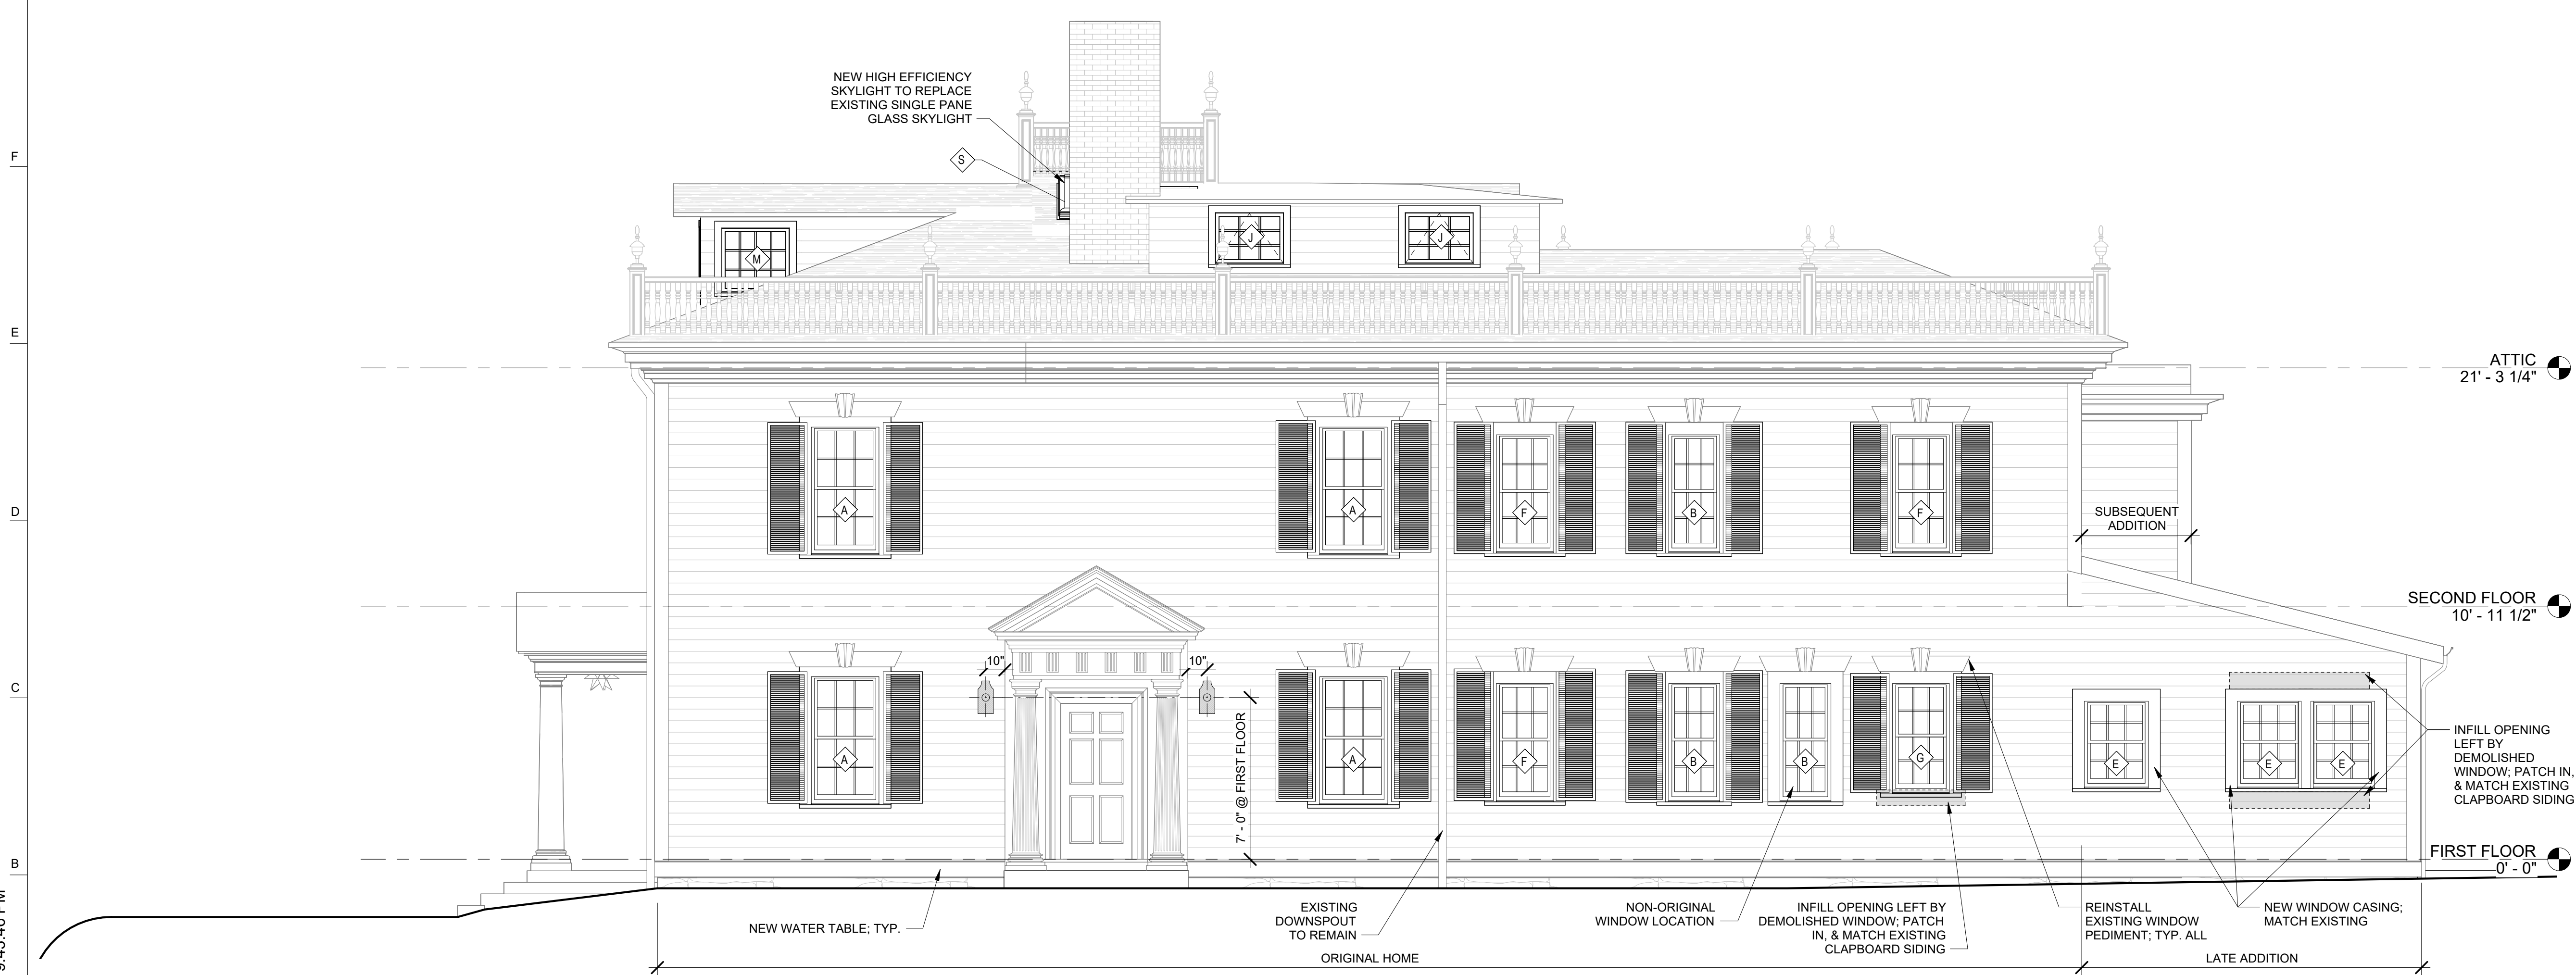 NEW HIGH EFFICIENCY
SKYLIGHT TO REPLACE
EXISTING SINGLE PANE
GLASS SKYLIGHT
F
S
J
J
M
E
ATTIC
21' - 3 1/4"
A
A
F
B
F
D
SUBSEQUENT
ADDITION
SECOND FLOOR
10' - 11 1/2"
10"
10"
C
7' - 0" @ FIRST FLOOR
A
A
F
B
B
G
E
E
E
INFILL OPENING
LEFT BY
DEMOLISHED
WINDOW; PATCH IN,
& MATCH EXISTING
CLAPBOARD SIDING
B
FIRST FLOOR
0' - 0"
NEW WATER TABLE; TYP.
EXISTING
DOWNSPOUT
TO REMAIN
NON-ORIGINAL
WINDOW LOCATION
INFILL OPENING LEFT BY
DEMOLISHED WINDOW; PATCH
IN, & MATCH EXISTING
CLAPBOARD SIDING
REINSTALL
EXISTING WINDOW
PEDIMENT; TYP. ALL
NEW WINDOW CASING;
MATCH EXISTING
ORIGINAL HOME
LATE ADDITION